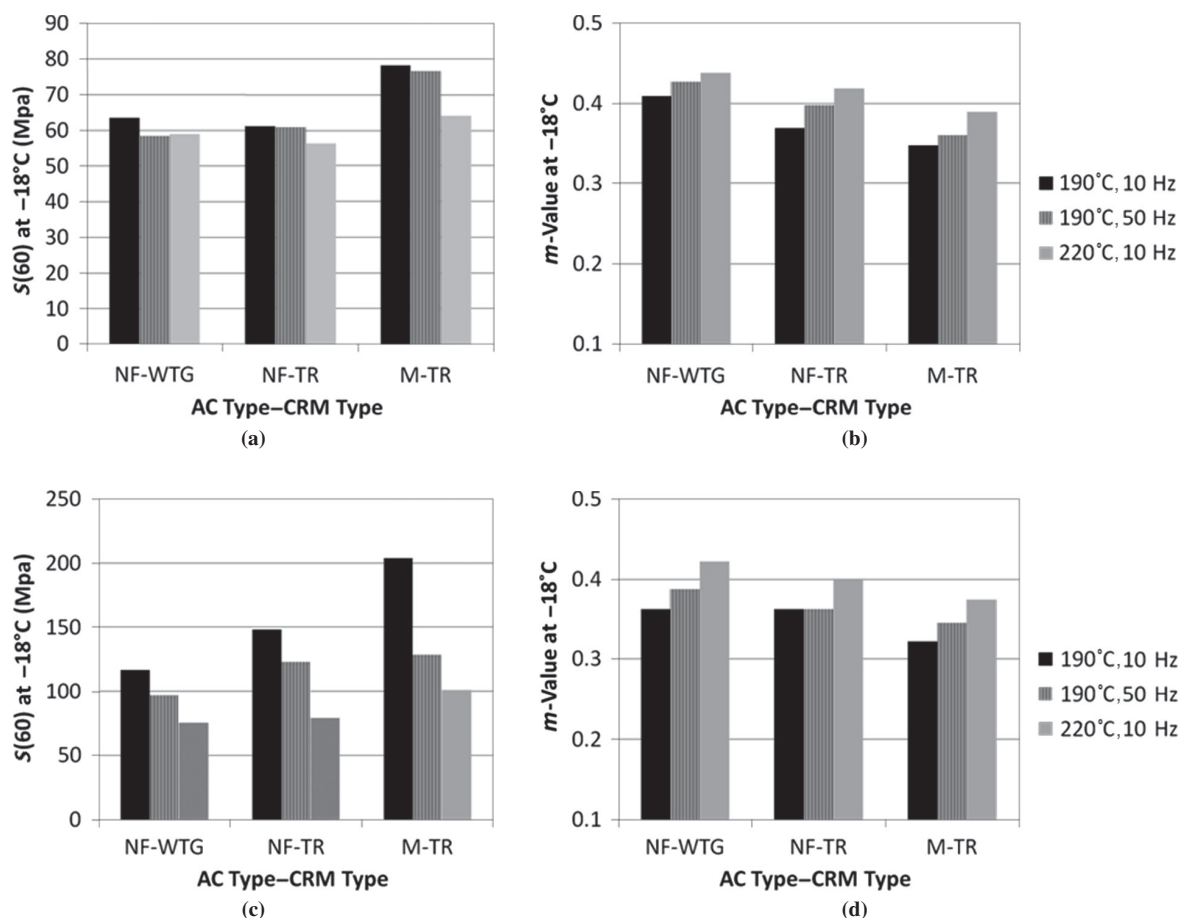 90
80
70
60
50
40
30
20
10
0
S(60) at −18°C (Mpa)
NF-WTG NF-TR M-TR
AC Type–CRM Type
(a)
0.5
0.4
0.3
0.2
0.1
m-Value at −18˚C
NF-WTG NF-TR M-TR
AC Type–CRM Type
(b)
190˚C, 10 Hz
190˚C, 50 Hz
220˚C, 10 Hz
250
200
150
100
50
0
S(60) at −18°C (Mpa)
NF-WTG NF-TR M-TR
AC Type–CRM Type
(c)
0.5
0.4
0.3
0.2
0.1
m-Value at −18˚C
NF-WTG NF-TR M-TR
AC Type–CRM Type
(d)
190˚C, 10 Hz
190˚C, 50 Hz
220˚C, 10 Hz